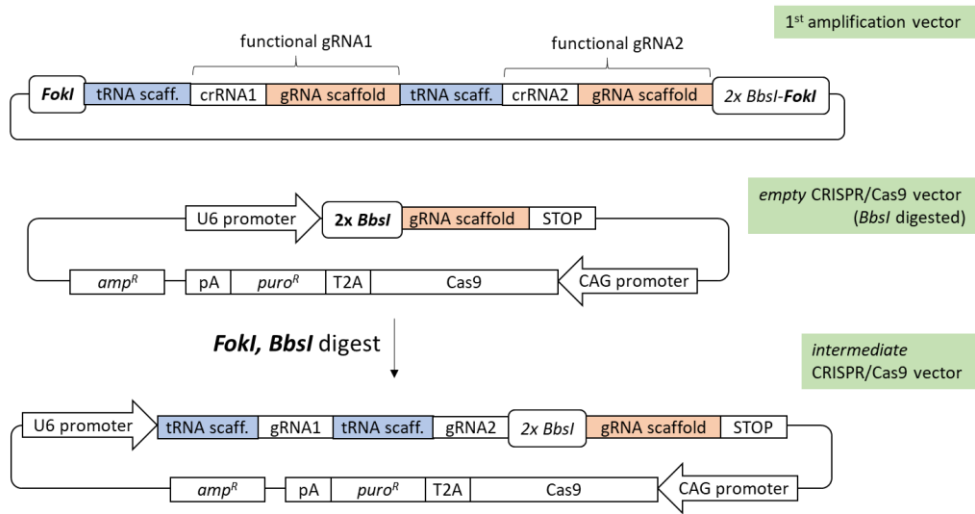 1st amplification vector
functional gRNA1
functional gRNA2
FokI tRNA scaff. crRNA1 gRNA scaffold tRNA scaff. crRNA2 gRNA scaffold 2x BbsI-FokI
empty CRISPR/Cas9 vector
(BbsI digested)
U6 promoter 2x BbsI gRNA scaffold STOP
ampR pA puroR T2A Cas9 CAG promoter
FokI, BbsI digest
intermediate
CRISPR/Cas9 vector
U6 promoter tRNA scaff. gRNA1 tRNA scaff. gRNA2 2x BbsI gRNA scaffold STOP
ampR pA puroR T2A Cas9 CAG promoter